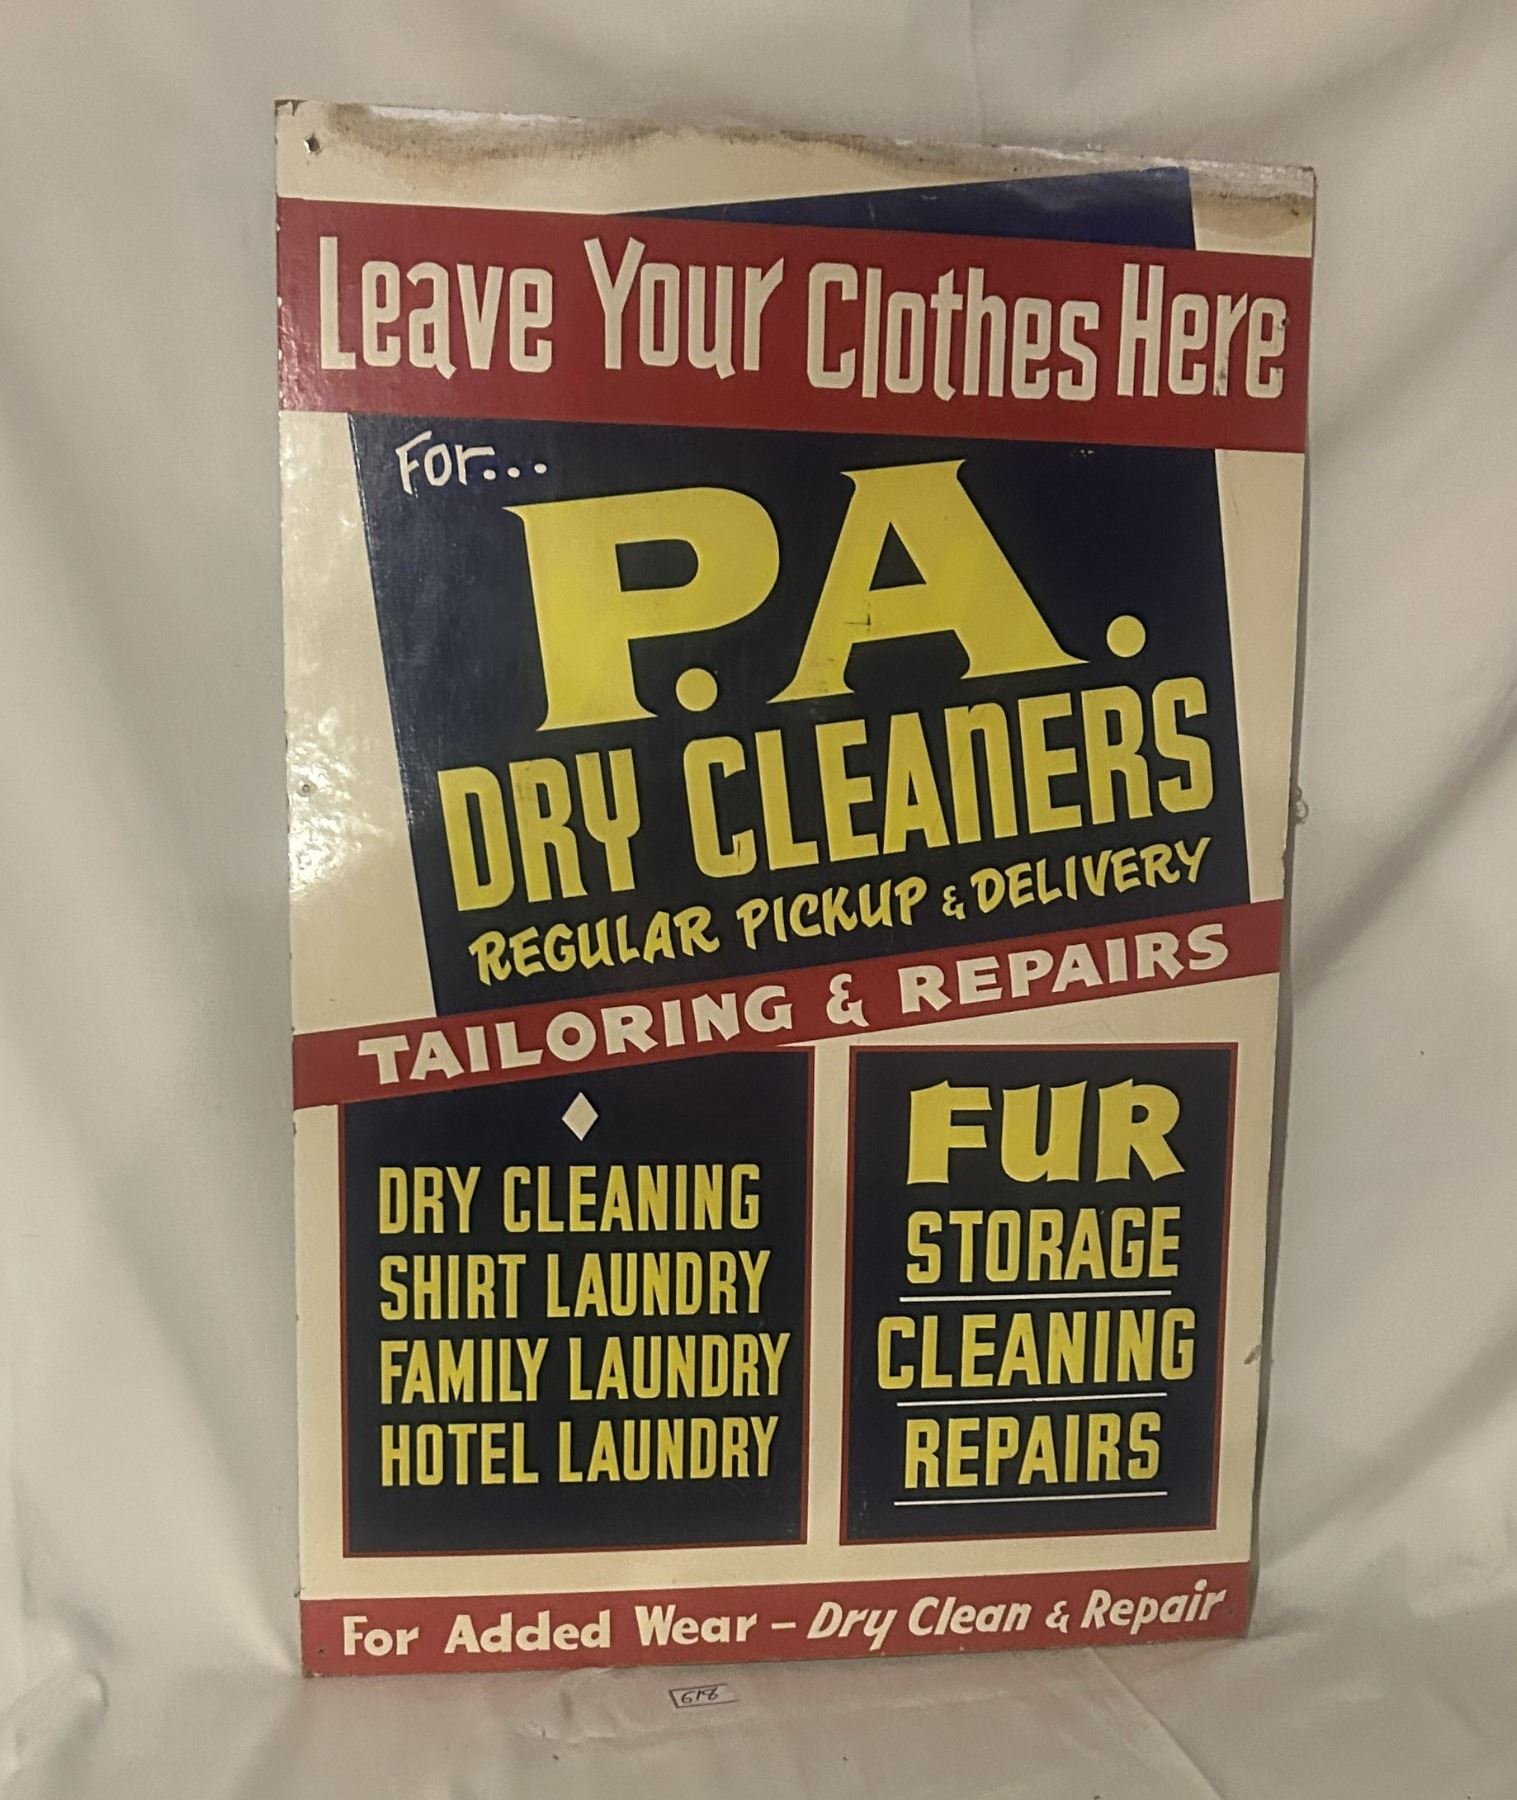 Leave Your Clothes Here
For...
P.A.
DRY CLEANERS
REGULAR PICKUP & DELIVERY
TAILORING & REPAIRS
DRY CLEANING
SHIRT LAUNDRY
FAMILY LAUNDRY
HOTEL LAUNDRY
FUR
STORAGE
CLEANING
REPAIRS
For Added Wear – Dry Clean & Repair
618